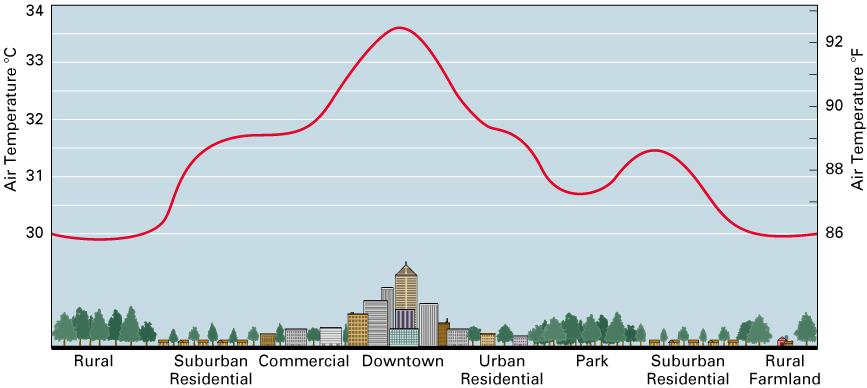 34
33
32
31
30
Air Temperature °C
92
90
88
86
Air Temperature °F
Rural
Suburban
Residential
Commercial
Downtown
Urban
Residential
Park
Suburban
Residential
Rural
Farmland